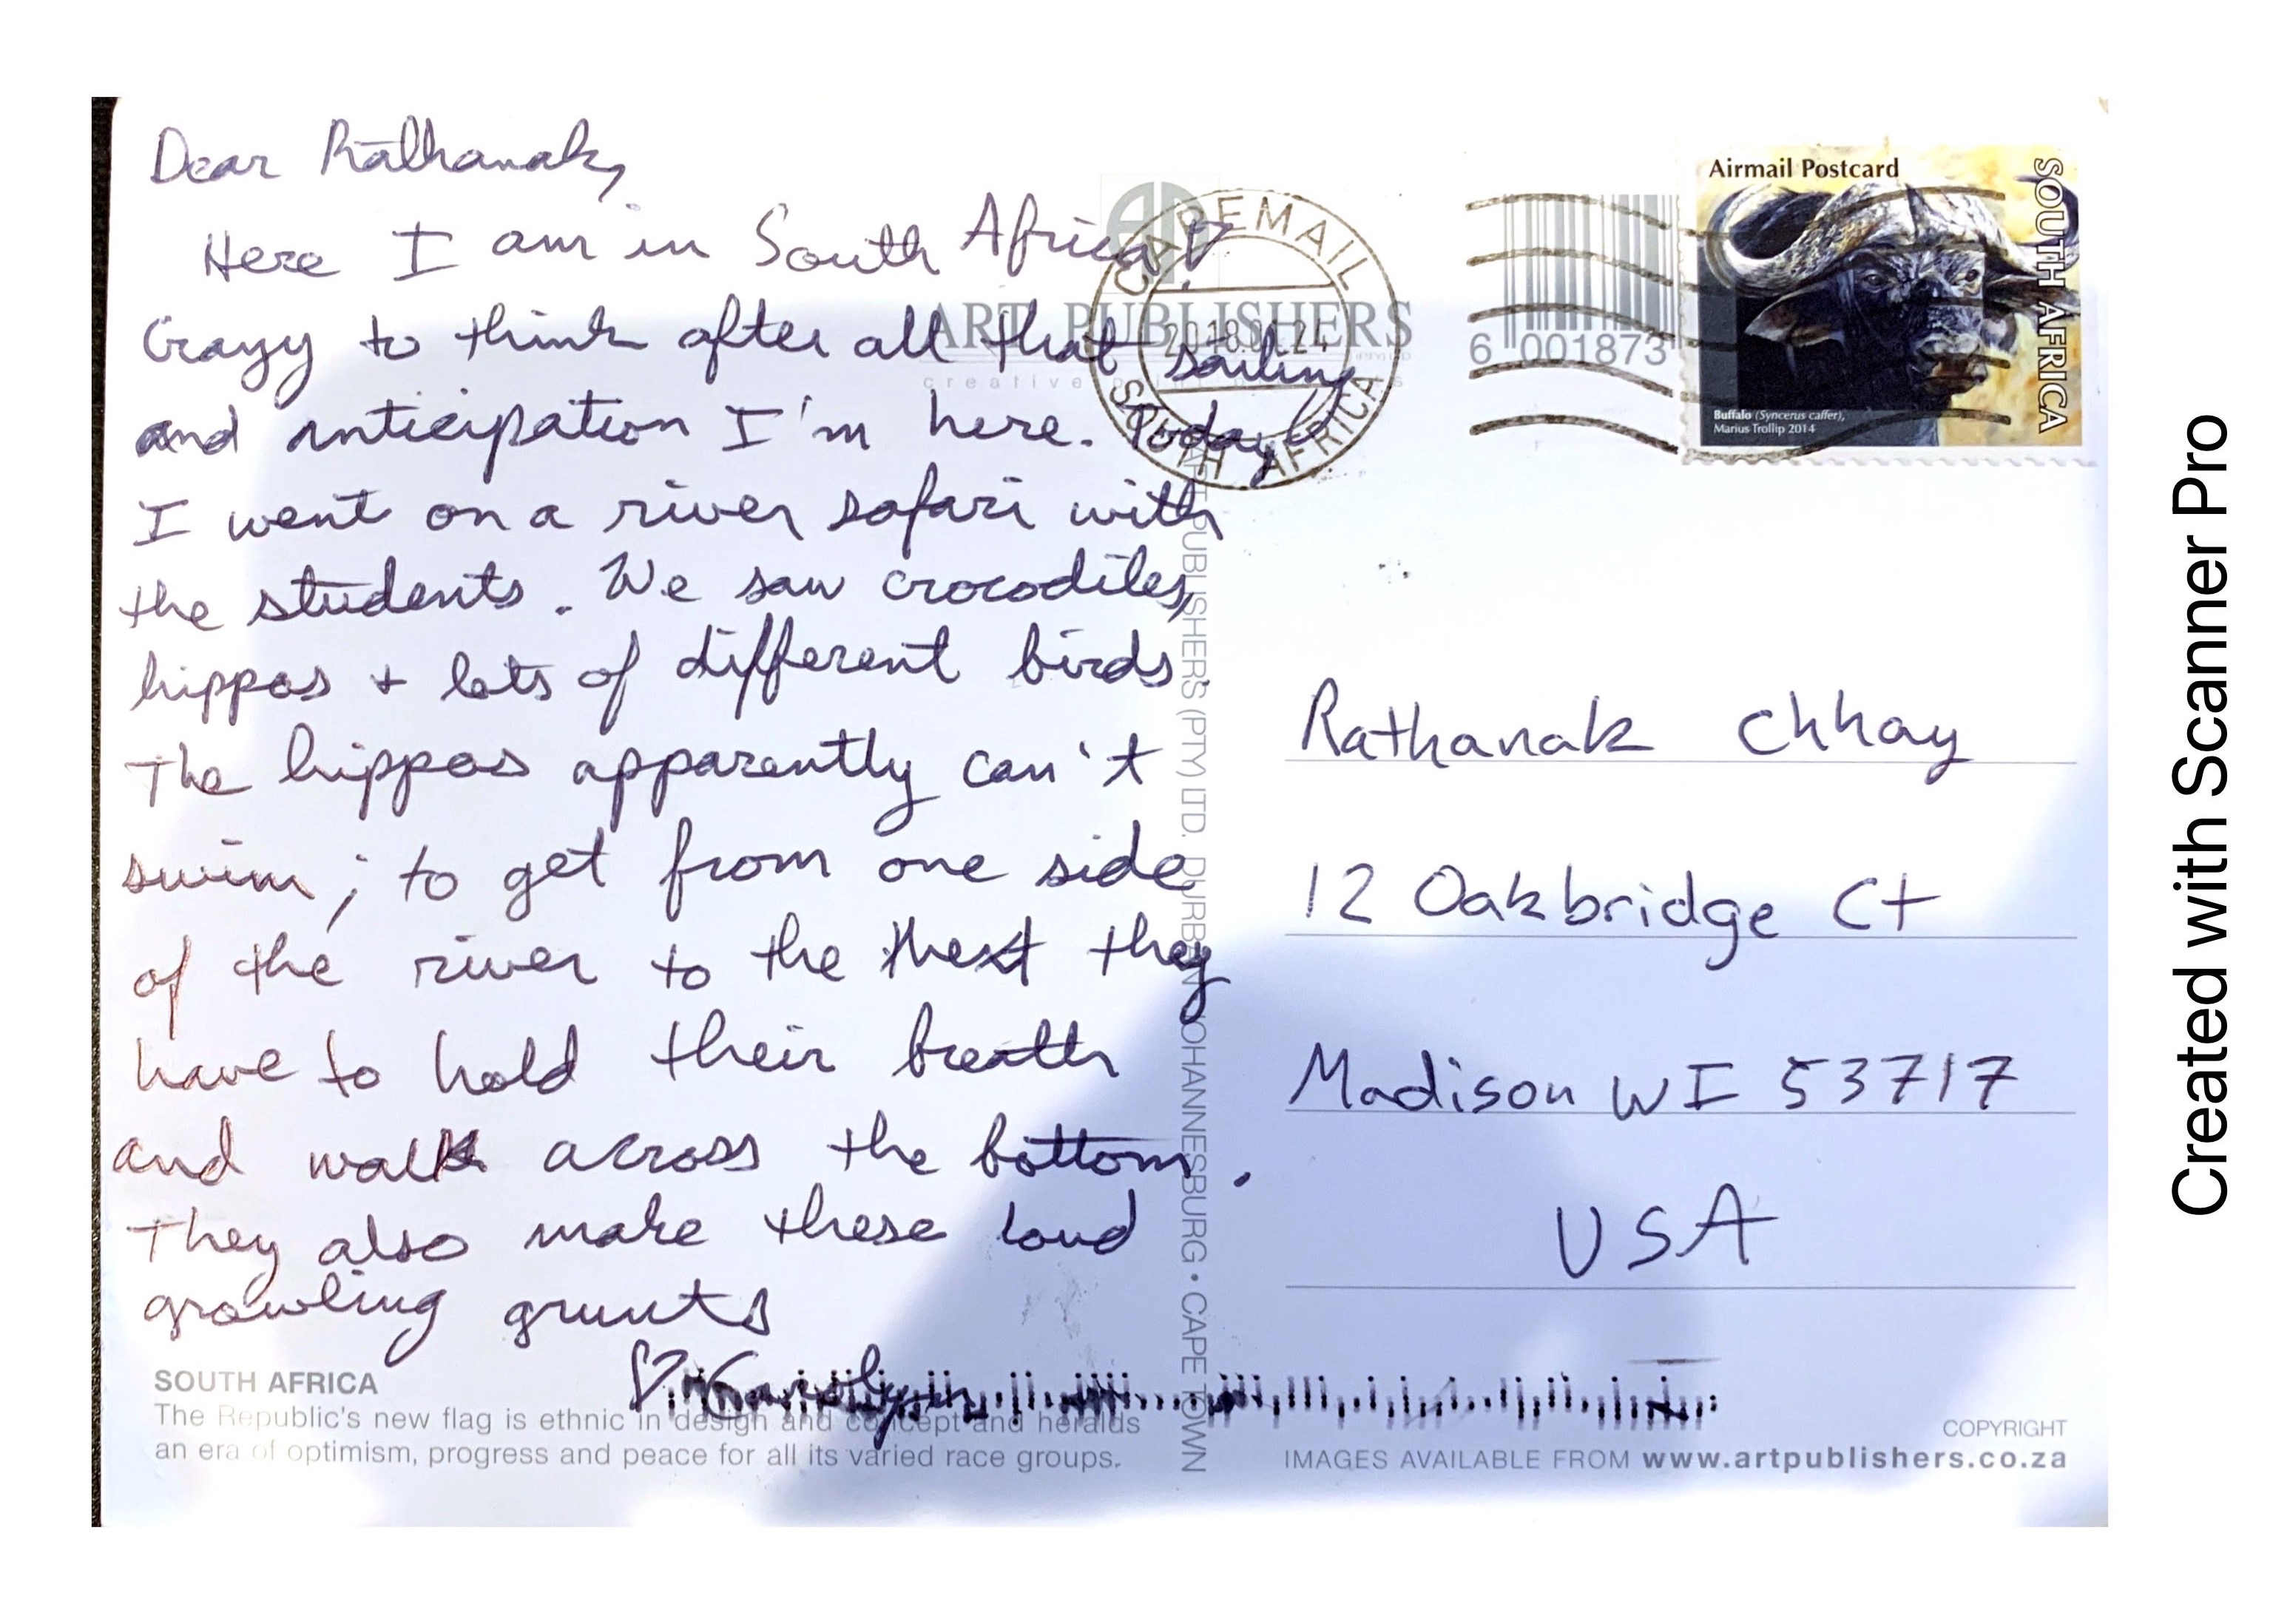 Dear Rathanak,
Here I am in South Africa!
Crazy to think after all that sailing
and anticipation I'm here. Today
I went on a river safari with
the students. We saw crocodiles,
hippos + lots of different birds.
The hippos apparently can't
swim; to get from one side
of the river to the next they
have to hold their breath
and walk across the bottom.
They also make these loud
growling grunts
♡ Carolyn
SOUTH AFRICA
The Republic's new flag is ethnic in design and concept and heralds
an era of optimism, progress and peace for all its varied race groups.
ART PUBLISHERS
creative
CAPEMAIL
SOUTH AFRICA
ART PUBLISHERS (PTY) LTD. DURBAN • JOHANNESBURG • CAPE TOWN
6 001873
Airmail Postcard
SOUTH AFRICA
Buffalo (Syncerus caffer),
Marius Trollip 2014
Rathanak Chhay
12 Oakbridge Ct
Madison WI 53717
USA
COPYRIGHT
IMAGES AVAILABLE FROM www.artpublishers.co.za
Created with Scanner Pro